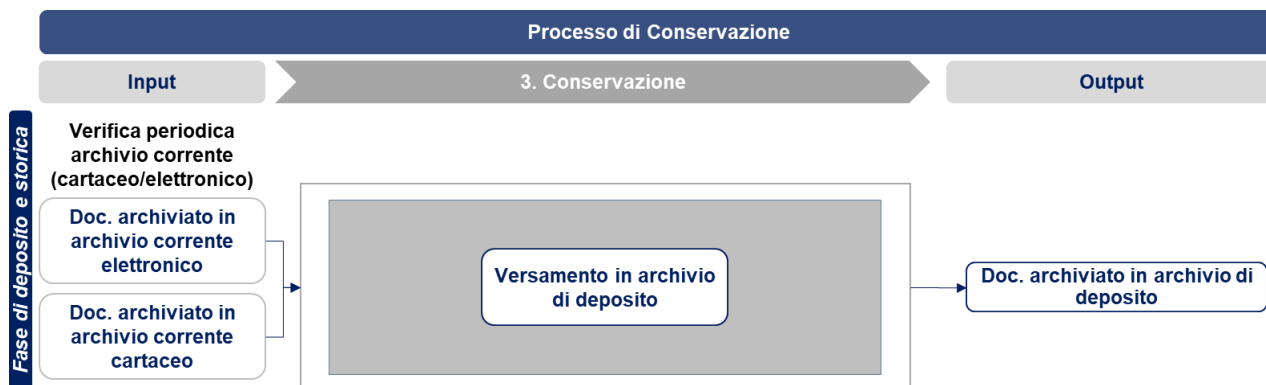 Processo di Conservazione
Input
3. Conservazione
Output
Fase di deposito e storica
Verifica periodica
archivio corrente
(cartaceo/elettronico)
Doc. archiviato in
archivio corrente
elettronico
Doc. archiviato in
archivio corrente
cartaceo
Versamento in archivio
di deposito
Doc. archiviato in archivio di
deposito